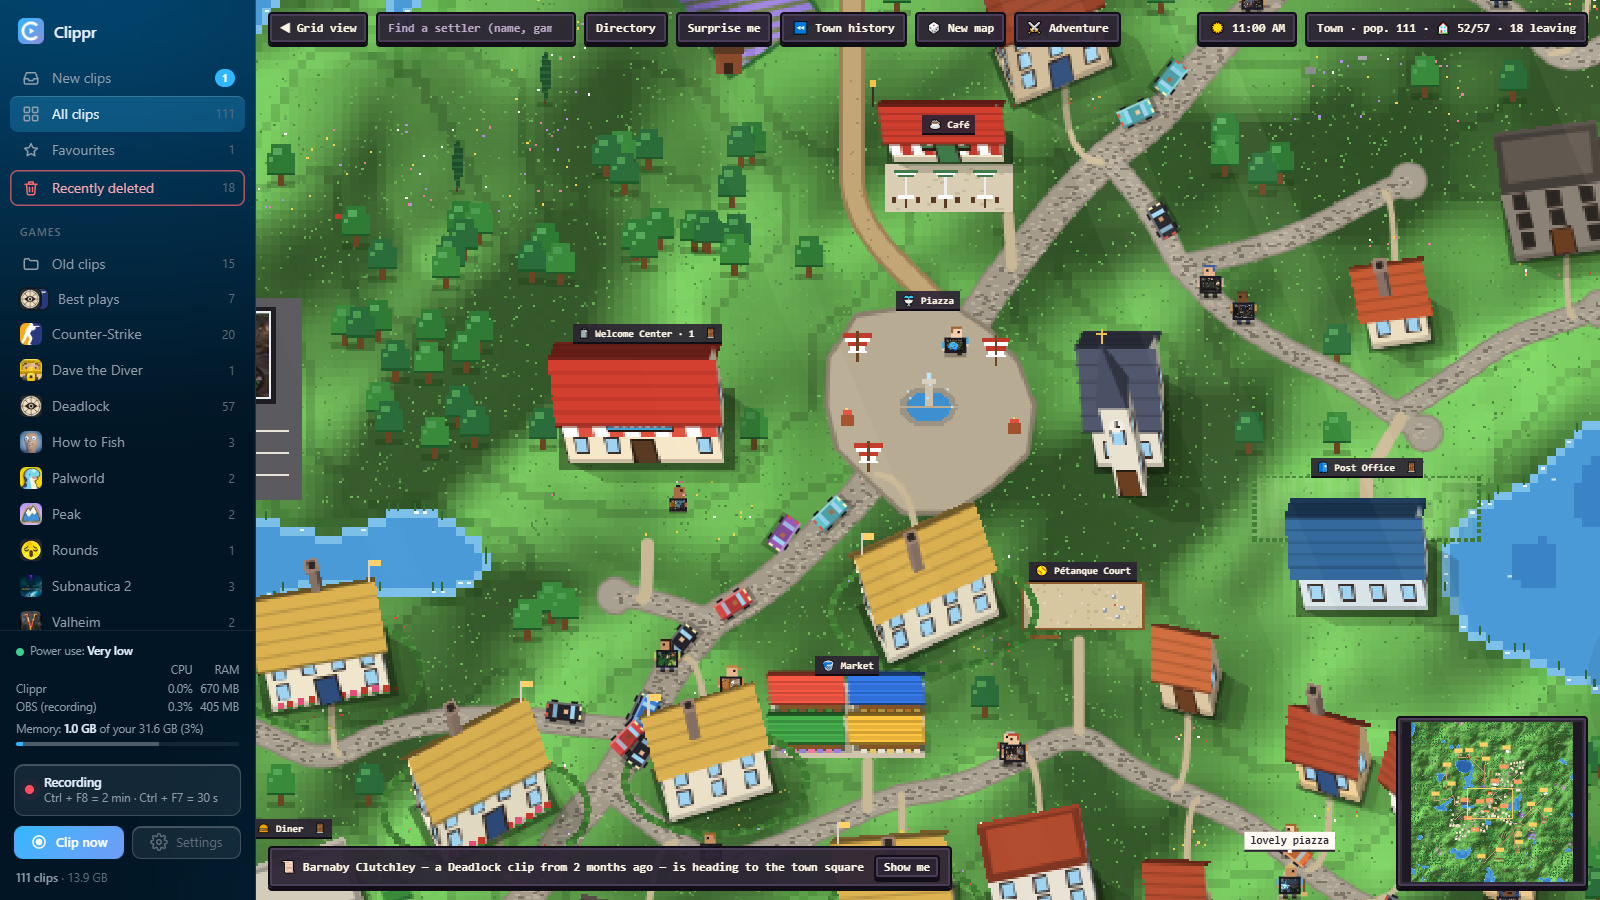 Clippr
New clips 1
All clips 111
Favourites 1
Recently deleted 18
GAMES
Old clips 15
Best plays 7
Counter-Strike 20
Dave the Diver 1
Deadlock 57
How to Fish 3
Palworld 2
Peak 2
Rounds 1
Subnautica 2 3
Valheim 2
Power use: Very low
CPU RAM
Clippr 0.0% 670 MB
OBS (recording) 0.3% 405 MB
Memory: 1.0 GB of your 31.6 GB (3%)
Recording
Ctrl + F8 = 2 min · Ctrl + F7 = 30 s
Clip now
Settings
111 clips · 13.9 GB
Grid view
Find a settler (name, gam
Directory
Surprise me
Town history
New map
Adventure
11:00 AM
Town · pop. 111 · 52/57 · 18 leaving
Café
Piazza
Welcome Center · 1
Post Office
Pétanque Court
Market
Diner
lovely piazza
Barnaby Clutchley — a Deadlock clip from 2 months ago — is heading to the town square
Show me